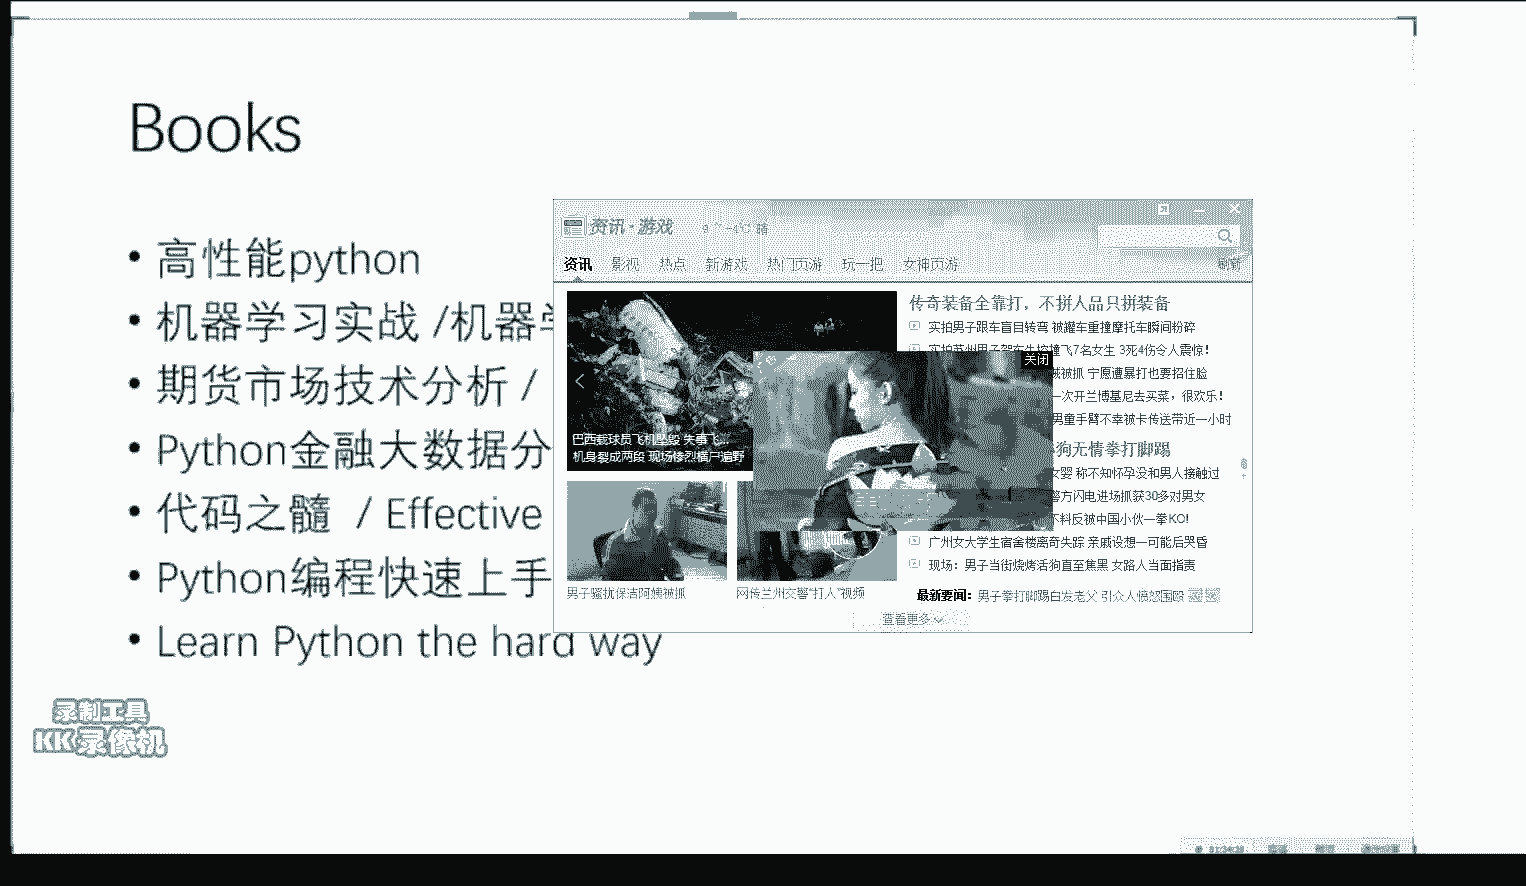 Books
• 高性能python
• 机器学习实战 /机器学
• 期货市场技术分析 /
• Python金融大数据分
• 代码之髓 / Effective
• Python编程快速上手
• Learn Python the hard way
资讯·游戏
资讯 影视 热点 新游戏 热门页游 玩一把 女神页游 刷新
巴西载球员飞机坠毁 失事飞...
机身裂成两段 现场惨烈横尸遍野
男子骚扰保洁阿姨被抓
网传兰州交警“打人”视频
关闭
传奇装备全靠打，不拼人品只拼装备
实拍男子跟车盲目转弯 被罐车重撞摩托车瞬间粉碎
实拍苏州男子驾车失控撞飞7名女生 3死4伤令人震惊！
被抓 宁愿遭暴打也要招住脸
一次开兰博基尼去买菜，很欢乐！
男童手臂不幸被卡传送带近一小时
狗无情拳打脚踢
女婴 称不知怀孕没和男人接触过
警方闪电进场抓获30多对男女
不料反被中国小伙一拳KO!
广州女大学生宿舍楼离奇失踪 亲戚设想一可能后哭昏
现场：男子当街烧烤活狗直至焦黑 女路人当面指责
最新要闻：男子拳打脚踢白发老父 引众人愤怒围殴
查看更多
录制工具
KK录像机